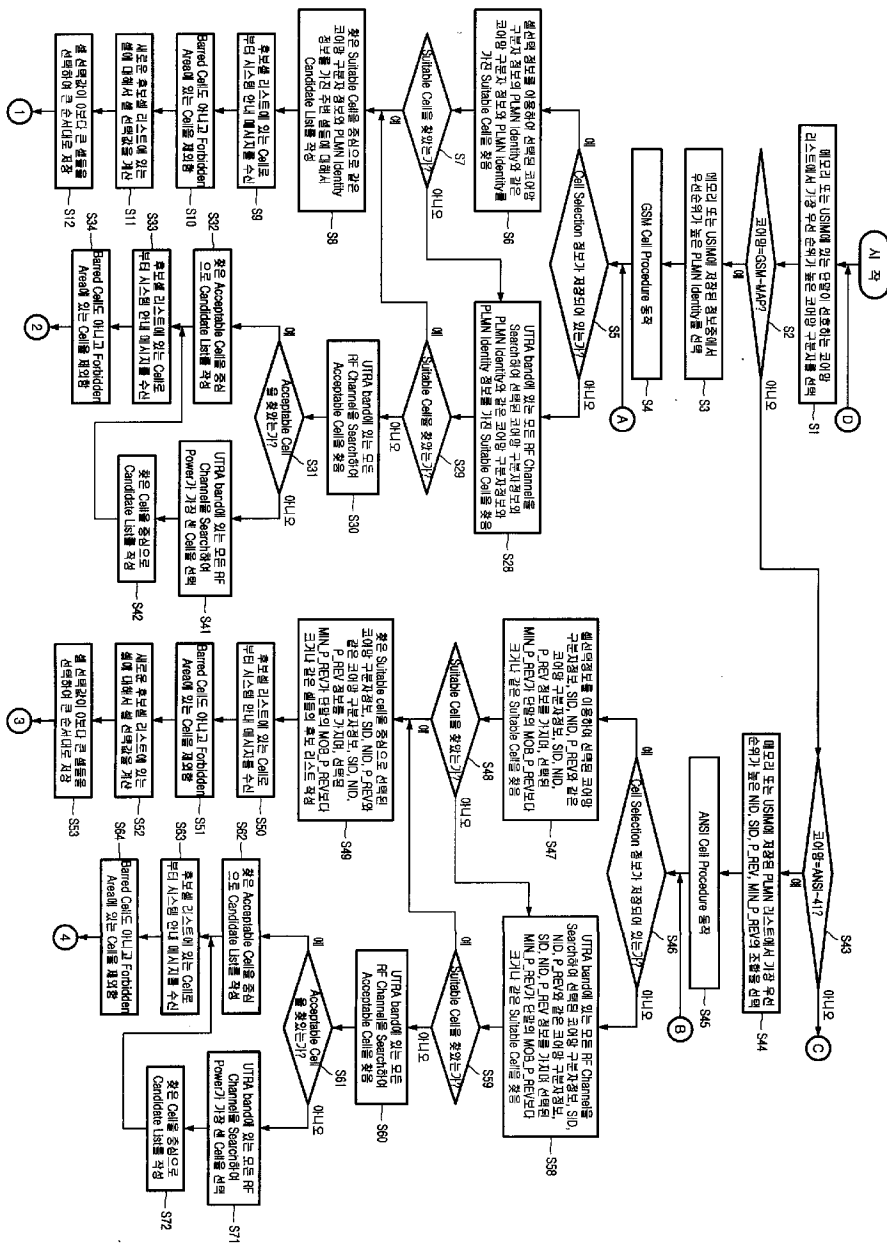 시 작
D
메모리 또는 USIM에 있는 단말이 선호하는 코아망
리스트에서 가장 우선 순위가 높은 코아망 구분자를 선택
S1
코아망=GSM-MAP?
S2
예
아니오
메모리 또는 USIM에 저장된 정보중에서
우선순위가 높은 PLMN Identity를 선택
S3
GSM Cell Procedure 동작
S4
A
Cell Selection 정보가 저장되어 있는가?
S5
예
아니오
셀선택 정보를 이용하여 선택된 코아망
구분자 정보의 PLMN Identity와 같은
코아망 구분자 정보와 PLMN Identity를
가진 Suitable Cell을 찾음
S6
Suitable Cell을 찾았는가?
S7
예
아니오
찾은 Suitable Cell을 중심으로 같은
코아망 구분자 정보와 PLMN Identity
정보를 가진 주변 셀들에 대해서
Candidate List를 작성
S8
후보셀 리스트에 있는 Cell로
부터 시스템 안내 메시지를 수신
S9
Barred Cell도 아니고 Forbidden
Area에 있는 Cell을 제외함
S10
새로운 후보셀 리스트에 있는
셀에 대해서 셀 선택값을 계산
S11
셀 선택값이 0보다 큰 셀들을
선택하여 큰 순서대로 저장
S12
1
UTRA band에 있는 모든 RF Channel을
Search하여 선택된 코아망 구분자정보와
PLMN Identity와 같은 코아망 구분자정보와
PLMN Identity 정보를 가진 Suitable Cell을 찾음
S28
Suitable Cell을 찾았는가?
S29
예
아니오
UTRA band에 있는 모든
RF Channel을 Search하여
Acceptable Cell을 찾음
S30
Acceptable Cell
을 찾았는가?
S31
예
아니오
찾은 Acceptable Cell을 중심
으로 Candidate List를 작성
S32
후보셀 리스트에 있는 Cell로
부터 시스템 안내 메시지를 수신
S33
Barred Cell도 아니고 Forbidden
Area에 있는 Cell을 제외함
S34
2
UTRA band에 있는 모든 RF
Channel을 Search하여
Power가 가장 센 Cell을 선택
S41
찾은 Cell을 중심으로
Candidate List를 작성
S42
코아망=ANSI-41?
S43
예
아니오
C
메모리 또는 USIM에 저장된 PLMN 리스트에서 가장 우선
순위가 높은 NID, SID, P_REV, MIN_P_REV의 조합을 선택
S44
ANSI Cell Procedure 동작
S45
B
Cell Selection 정보가 저장되어 있는가?
S46
예
아니오
셀선택정보를 이용하여 선택된 코아망
구분자정보, SID, NID, P_REV와 같은
코아망 구분자정보, SID, NID,
P_REV 정보를 가지며, 선택된
MIN_P_REV가 단말의 MOB_P_REV보다
크거나 같은 Suitable Cell을 찾음
S47
Suitable Cell을 찾았는가?
S48
예
아니오
찾은 Suitable cell을 중심으로 선택된
코아망 구분자정보, SID, NID, P_REV와
같은 코아망 구분자정보, SID, NID,
P_REV 정보를 가지며, 선택된
MIN_P_REV가 단말의 MOB_P_REV보다
크거나 같은 셀들의 후보 리스트 작성
S49
후보셀 리스트에 있는 Cell로
부터 시스템 안내 메시지를 수신
S50
Barred Cell도 아니고 Forbidden
Area에 있는 Cell을 제외함
S51
새로운 후보셀 리스트에 있는
셀에 대해서 셀 선택값을 계산
S52
셀 선택값이 0보다 큰 셀들을
선택하여 큰 순서대로 저장
S53
3
UTRA band에 있는 모든 RF Channel을
Search하여 선택된 코아망 구분자정보, SID,
NID, P_REV와 같은 코아망 구분자정보,
SID, NID, P_REV 정보를 가지며 선택된
MIN_P_REV가 단말의 MOB_P_REV보다
크거나 같은 Suitable Cell을 찾음
S58
Suitable Cell을 찾았는가?
S59
예
아니오
UTRA band에 있는 모든
RF Channel을 Search하여
Acceptable Cell을 찾음
S60
Acceptable Cell
을 찾았는가?
S61
예
아니오
찾은 Acceptable Cell을 중심
으로 Candidate List를 작성
S62
후보셀 리스트에 있는 Cell로
부터 시스템 안내 메시지를 수신
S63
Barred Cell도 아니고 Forbidden
Area에 있는 Cell을 제외함
S64
4
UTRA band에 있는 모든 RF
Channel을 Search하여
Power가 가장 센 Cell을 선택
S71
찾은 Cell을 중심으로
Candidate List를 작성
S72